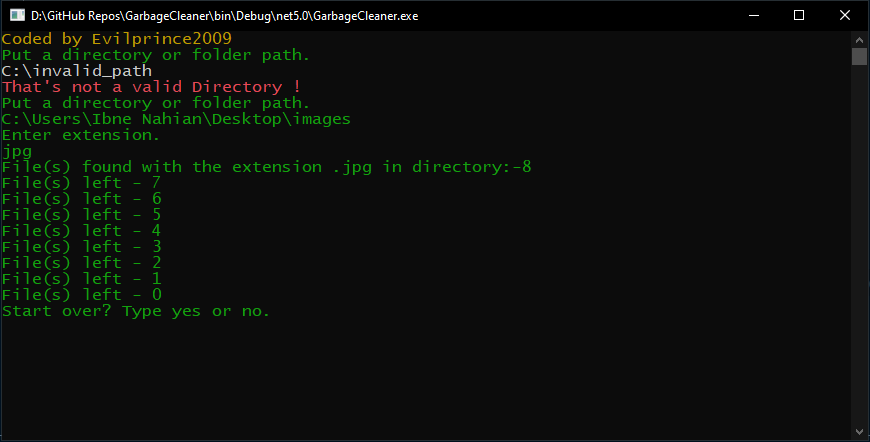 D:\GitHub Repos\GarbageCleaner\bin\Debug\net5.0\GarbageCleaner.exe
Coded by Evilprince2009
Put a directory or folder path.
C:\invalid_path
That's not a valid Directory !
Put a directory or folder path.
C:\Users\Ibne Nahian\Desktop\images
Enter extension.
jpg
File(s) found with the extension .jpg in directory:-8
File(s) left - 7
File(s) left - 6
File(s) left - 5
File(s) left - 4
File(s) left - 3
File(s) left - 2
File(s) left - 1
File(s) left - 0
Start over? Type yes or no.